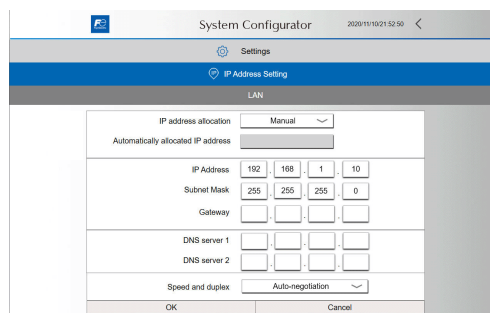 System Configurator 2020/11/10/21:52:50
Settings
IP Address Setting
LAN
IP address allocation Manual
Automatically allocated IP address
IP Address 192 . 168 . 1 . 10
Subnet Mask 255 . 255 . 255 . 0
Gateway . . .
DNS server 1 . . .
DNS server 2 . . .
Speed and duplex Auto-negotiation
OK Cancel